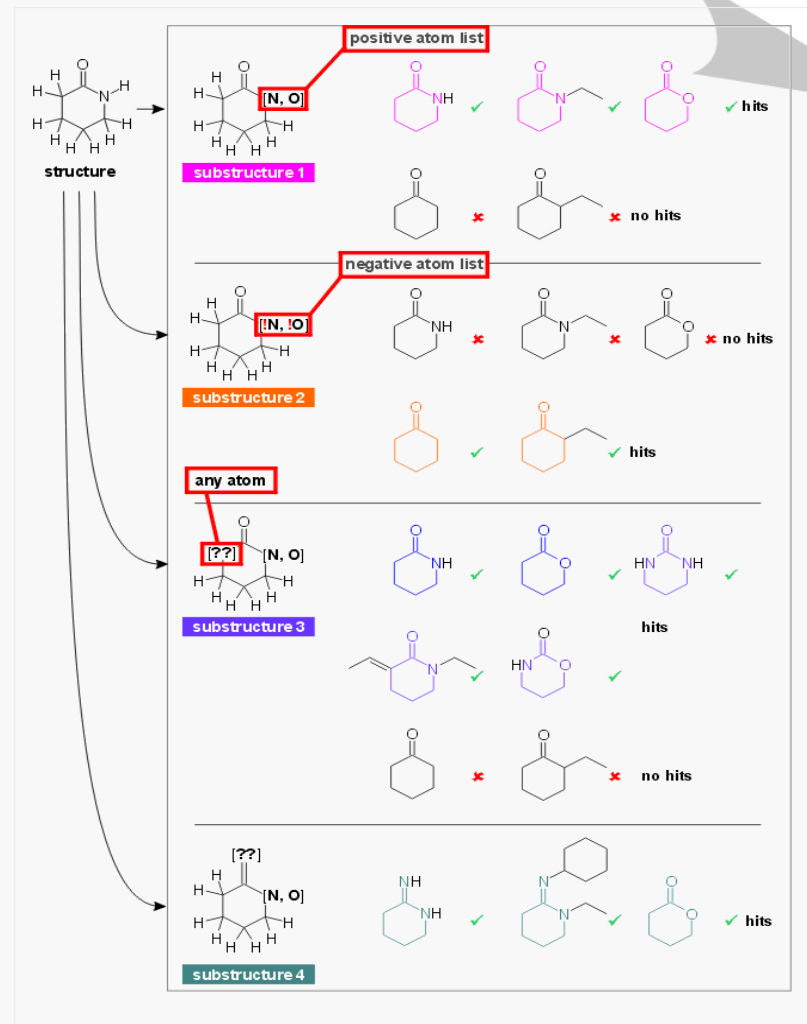 positive atom list
structure
[N, O]
substructure 1
hits
no hits
negative atom list
[!N, !O]
substructure 2
no hits
hits
any atom
[??]
[N, O]
substructure 3
hits
no hits
[??]
[N, O]
substructure 4
hits
O
H
H
N
H
H
H
H
H
H
H
O
H
H
H
H
H
H
H
H
O
NH
O
N
O
O
O
O
O
H
H
H
H
H
H
H
H
O
NH
O
N
O
O
O
O
O
H
H
H
H
H
H
O
NH
O
O
O
HN
NH
O
N
O
HN
O
O
O
H
H
H
H
H
H
H
H
NH
NH
N
N
O
O